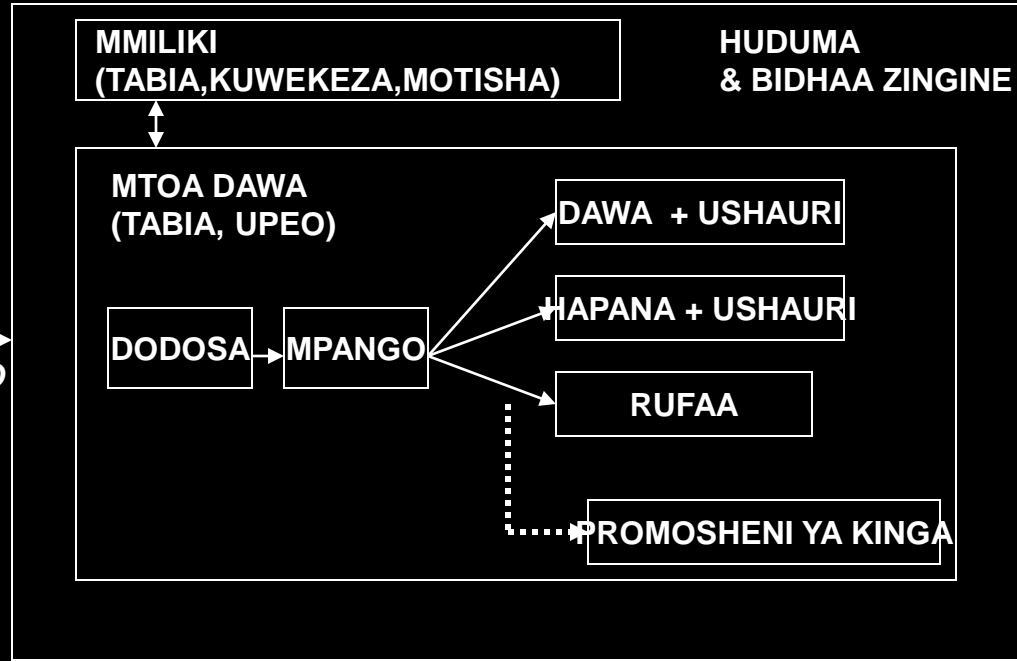 MMILIKI
(TABIA,KUWEKEZA,MOTISHA)
HUDUMA
& BIDHAA ZINGINE
MTOA DAWA
(TABIA, UPEO)
DAWA + USHAURI
HAPANA + USHAURI
DODOSA
MPANGO
RUFAA
PROMOSHENI YA KINGA